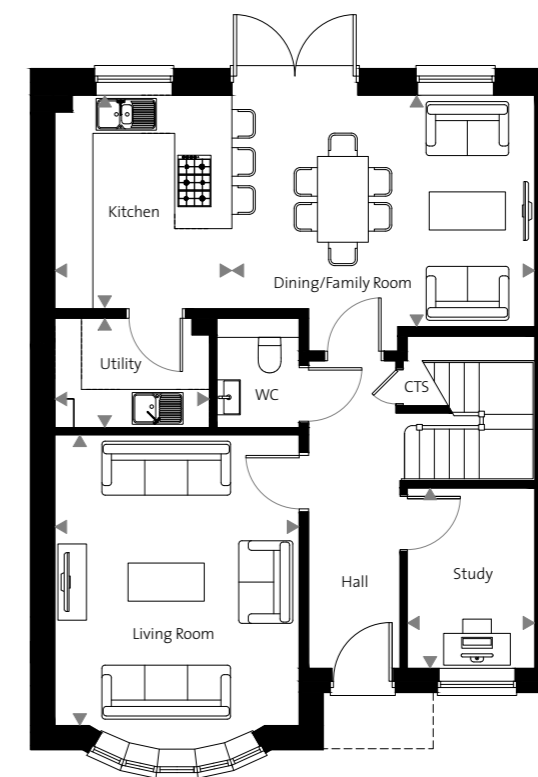 Kitchen
Dining/Family Room
Utility
WC
CTS
Hall
Study
Living Room